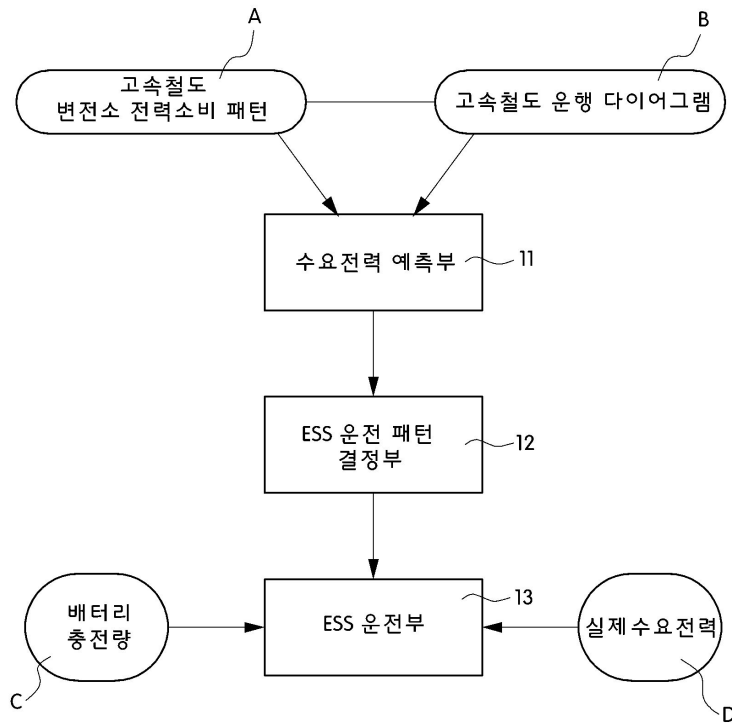 A
B
고속철도
변전소 전력소비 패턴
고속철도 운행 다이어그램
수요전력 예측부
11
ESS 운전 패턴
결정부
12
배터리
충전량
ESS 운전부
13
실제수요전력
C
D